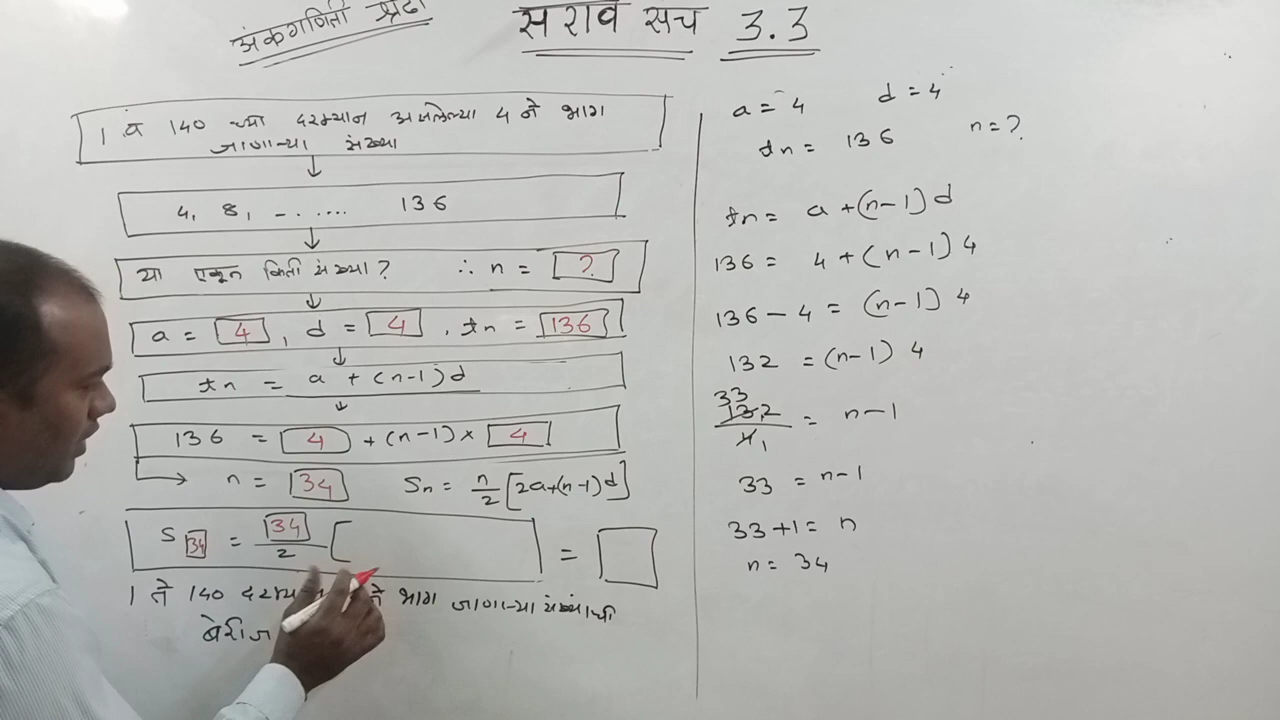 अंकगणिती श्रेढी
सराव संच 3.3
1 व 140 च्या दरम्यान असलेल्या 4 ने भाग
जाणाऱ्या संख्या
4, 8, - ...... 136
या एकूण किती संख्या? ∴ n = ?
a = 4, d = 4, tn = 136
tn = a + (n-1)d
136 = 4 + (n-1) × 4
n = 34 Sn = n/2 [2a+(n-1)d]
S34 = 34/2 [ ] =
1 ते 140 दरम्यान ने भाग जाणाऱ्या संख्यांची
बेरीज
a = 4 d = 4
tn = 136 n = ?
tn = a + (n-1)d
136 = 4 + (n-1) 4
136 - 4 = (n-1) 4
132 = (n-1) 4
33
132/4 1 = n-1
33 = n-1
33+1 = n
n = 34